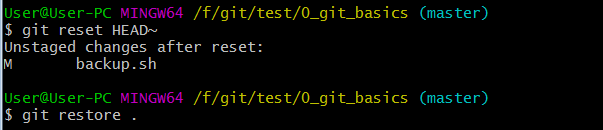 User@User-PC MINGW64 /f/git/test/0_git_basics (master)
$ git reset HEAD~
Unstaged changes after reset:
M       backup.sh
User@User-PC MINGW64 /f/git/test/0_git_basics (master)
$ git restore .